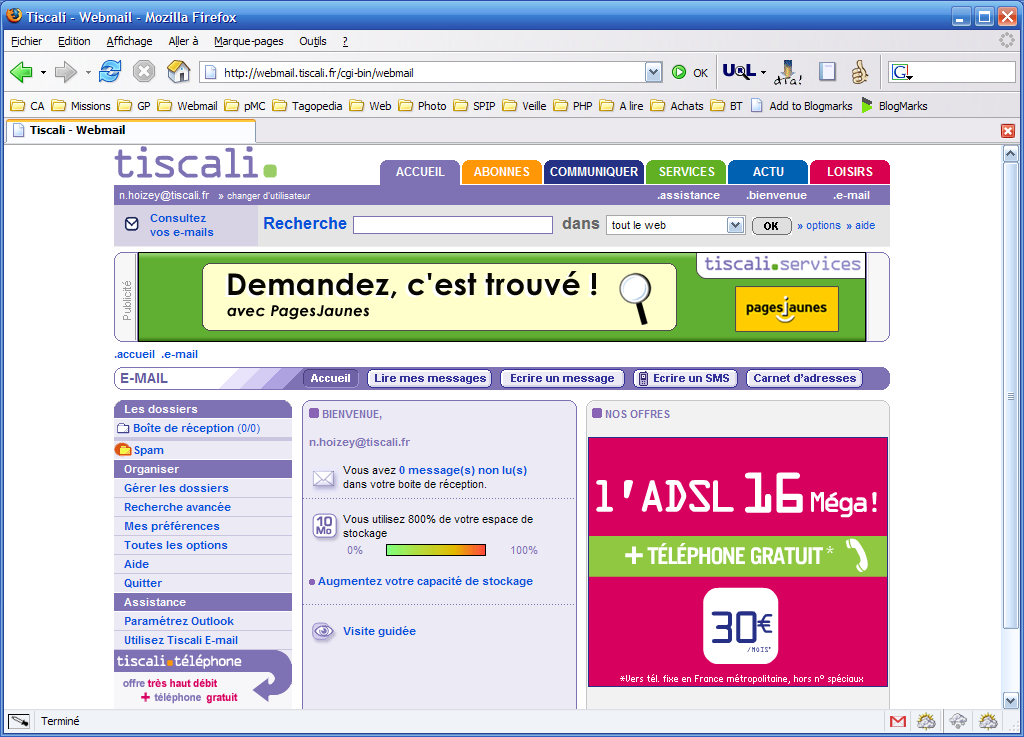 Tiscali - Webmail - Mozilla Firefox
Fichier Edition Affichage Aller à Marque-pages Outils ?
http://webmail.tiscali.fr/cgi-bin/webmail OK UQL dta! G
CA Missions GP Webmail pMC Tagopedia Web Photo SPIP Veille PHP A lire Achats BT Add to Blogmarks BlogMarks
Tiscali - Webmail
tiscali.
ACCUEIL ABONNES COMMUNIQUER SERVICES ACTU LOISIRS
n.hoizey@tiscali.fr » changer d'utilisateur .assistance .bienvenue .e-mail
Consultez
vos e-mails
Recherche dans tout le web OK » options » aide
Publicité
Demandez, c'est trouvé !
avec PagesJaunes
tiscali.services
pagesjaunes
.accueil .e-mail
E-MAIL Accueil Lire mes messages Ecrire un message Ecrire un SMS Carnet d'adresses
Les dossiers
Boîte de réception (0/0)
Spam
Organiser
Gérer les dossiers
Recherche avancée
Mes préférences
Toutes les options
Aide
Quitter
Assistance
Paramétrez Outlook
Utilisez Tiscali E-mail
tiscali.téléphone
offre très haut débit
+ téléphone gratuit
BIENVENUE,
n.hoizey@tiscali.fr
Vous avez 0 message(s) non lu(s)
dans votre boite de réception.
10
Mo
Vous utilisez 800% de votre espace de
stockage
0% 100%
Augmentez votre capacité de stockage
Visite guidée
NOS OFFRES
l'ADSL 16 Méga!
+ TÉLÉPHONE GRATUIT*
30€
/MOIS*
*Vers tél. fixe en France métropolitaine, hors n° spéciaux
Terminé